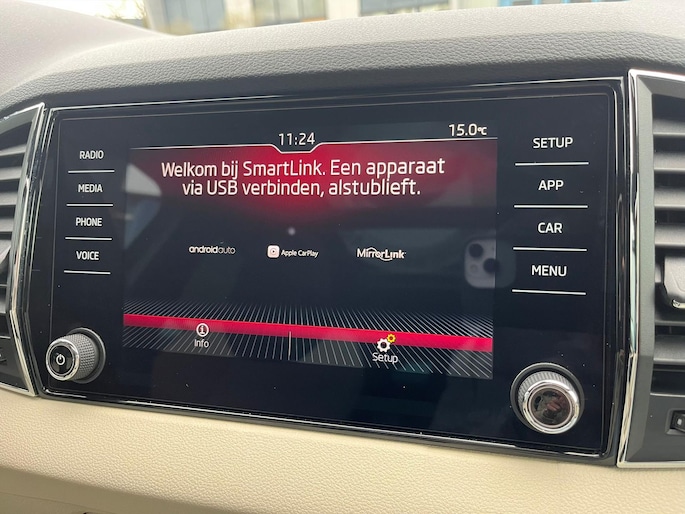 11:24
15.0°C
RADIO
MEDIA
PHONE
VOICE
Welkom bij SmartLink. Een apparaat
via USB verbinden, alstublieft.
androidauto
Apple CarPlay
MirrorLink
Info
Setup
SETUP
APP
CAR
MENU